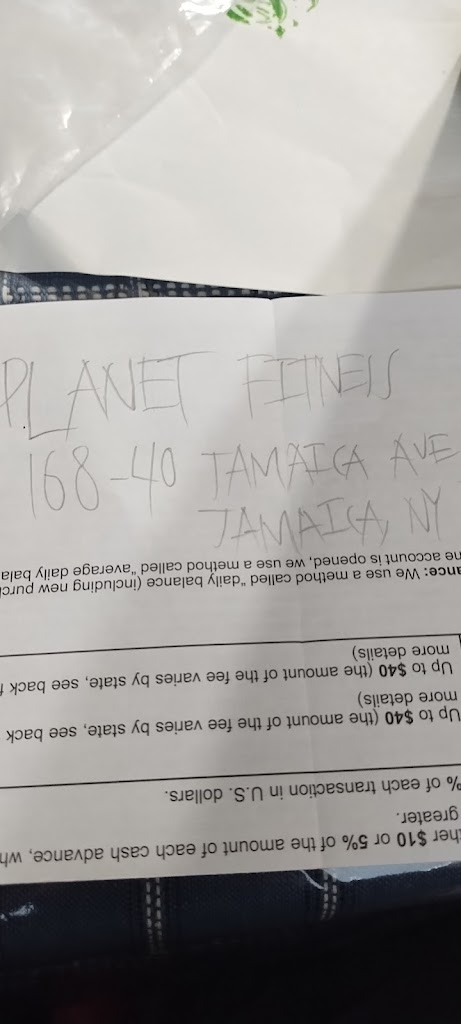 PLANET FITNESS
168-40 JAMAICA AVE
JAMAICA, NY
her $10 or 5% of the amount of each cash advance, wh
greater.
% of each transaction in U.S. dollars.
Up to $40 (the amount of the fee varies by state, see back
more details)
Up to $40 (the amount of the fee varies by state, see back f
more details)
ance: We use a method called "daily balance (including new purc
he account is opened, we use a method called "average daily bala